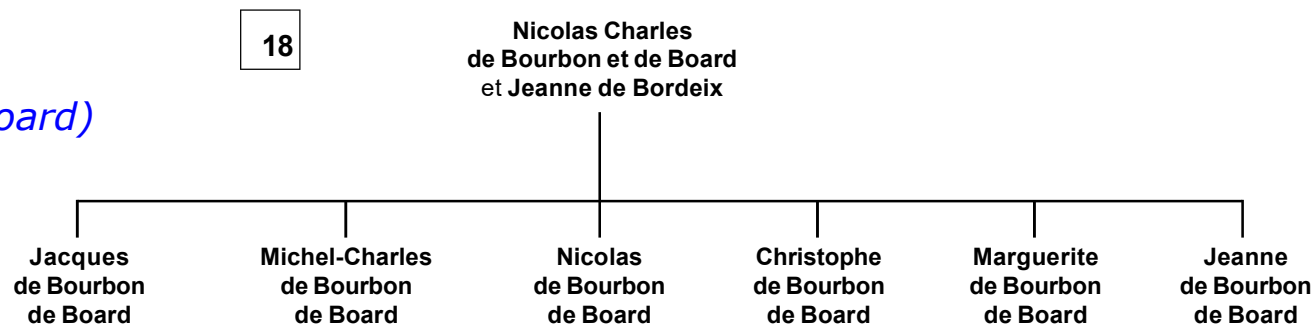 18
Nicolas Charles
de Bourbon et de Board
et Jeanne de Bordeix
oard)
Jacques
de Bourbon
de Board
Michel-Charles
de Bourbon
de Board
Nicolas
de Bourbon
de Board
Christophe
de Bourbon
de Board
Marguerite
de Bourbon
de Board
Jeanne
de Bourbon
de Board